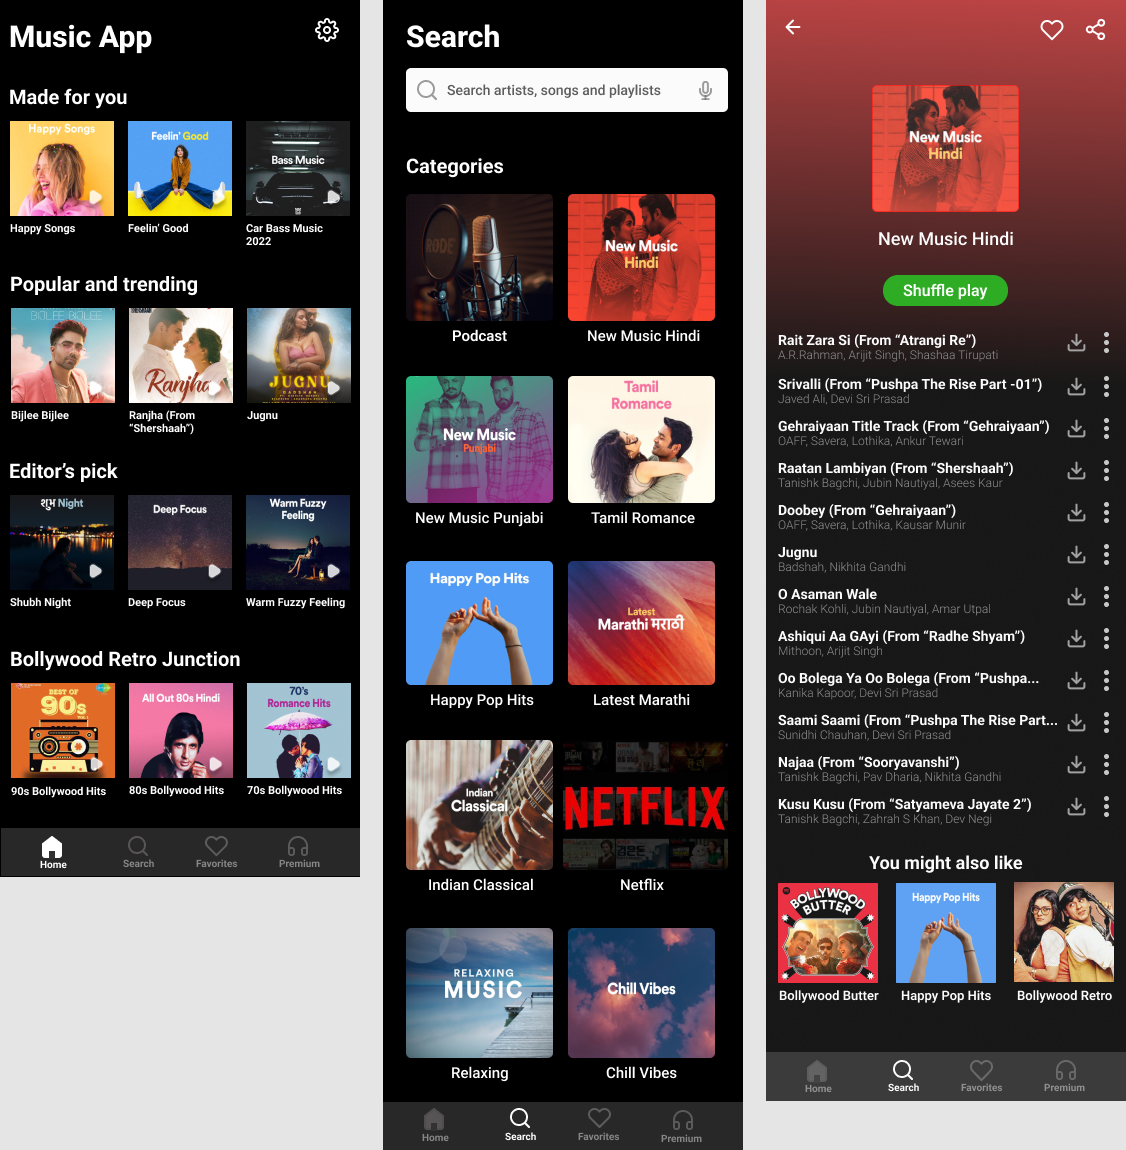 Music App
Made for you
Happy Songs
Feelin' Good
Bass Music
Happy Songs
Feelin' Good
Car Bass Music
2022
Popular and trending
BIJLEE BIJLEE
Ranjha
JUGNU
BADSHAH
Bijlee Bijlee
Ranjha (From
“Shershaah”)
Jugnu
Editor’s pick
शुभ Night
Deep Focus
Warm Fuzzy
Feeling
Shubh Night
Deep Focus
Warm Fuzzy Feeling
Bollywood Retro Junction
BEST OF
90s
All Out 80s Hindi
70's
Romance Hits
90s Bollywood Hits
80s Bollywood Hits
70s Bollywood Hits
Home
Search
Favorites
Premium
Search
Search artists, songs and playlists
Categories
RODE
New Music
Hindi
Podcast
New Music Hindi
New Music
Punjabi
Tamil
Romance
New Music Punjabi
Tamil Romance
Happy Pop Hits
Latest
Marathi मराठी
Happy Pop Hits
Latest Marathi
Indian
Classical
NETFLIX
Indian Classical
Netflix
RELAXING
MUSIC
Chill Vibes
Relaxing
Chill Vibes
Home
Search
Favorites
Premium
New Music
Hindi
New Music Hindi
Shuffle play
Rait Zara Si (From “Atrangi Re”)
A.R.Rahman, Arijit Singh, Shashaa Tirupati
Srivalli (From “Pushpa The Rise Part -01”)
Javed Ali, Devi Sri Prasad
Gehraiyaan Title Track (From “Gehraiyaan”)
OAFF, Savera, Lothika, Ankur Tewari
Raatan Lambiyan (From “Shershaah”)
Tanishk Bagchi, Jubin Nautiyal, Asees Kaur
Doobey (From “Gehraiyaan”)
OAFF, Savera, Lothika, Kausar Munir
Jugnu
Badshah, Nikhita Gandhi
O Asaman Wale
Rochak Kohli, Jubin Nautiyal, Amar Utpal
Ashiqui Aa GAyi (From “Radhe Shyam”)
Mithoon, Arijit Singh
Oo Bolega Ya Oo Bolega (From “Pushpa...
Kanika Kapoor, Devi Sri Prasad
Saami Saami (From “Pushpa The Rise Part...
Sunidhi Chauhan, Devi Sri Prasad
Najaa (From “Sooryavanshi”)
Tanishk Bagchi, Pav Dharia, Nikhita Gandhi
Kusu Kusu (From “Satyameva Jayate 2”)
Tanishk Bagchi, Zahrah S Khan, Dev Negi
You might also like
BOLLYWOOD
BUTTER
Happy Pop Hits
Bollywood Butter
Happy Pop Hits
Bollywood Retro
Home
Search
Favorites
Premium